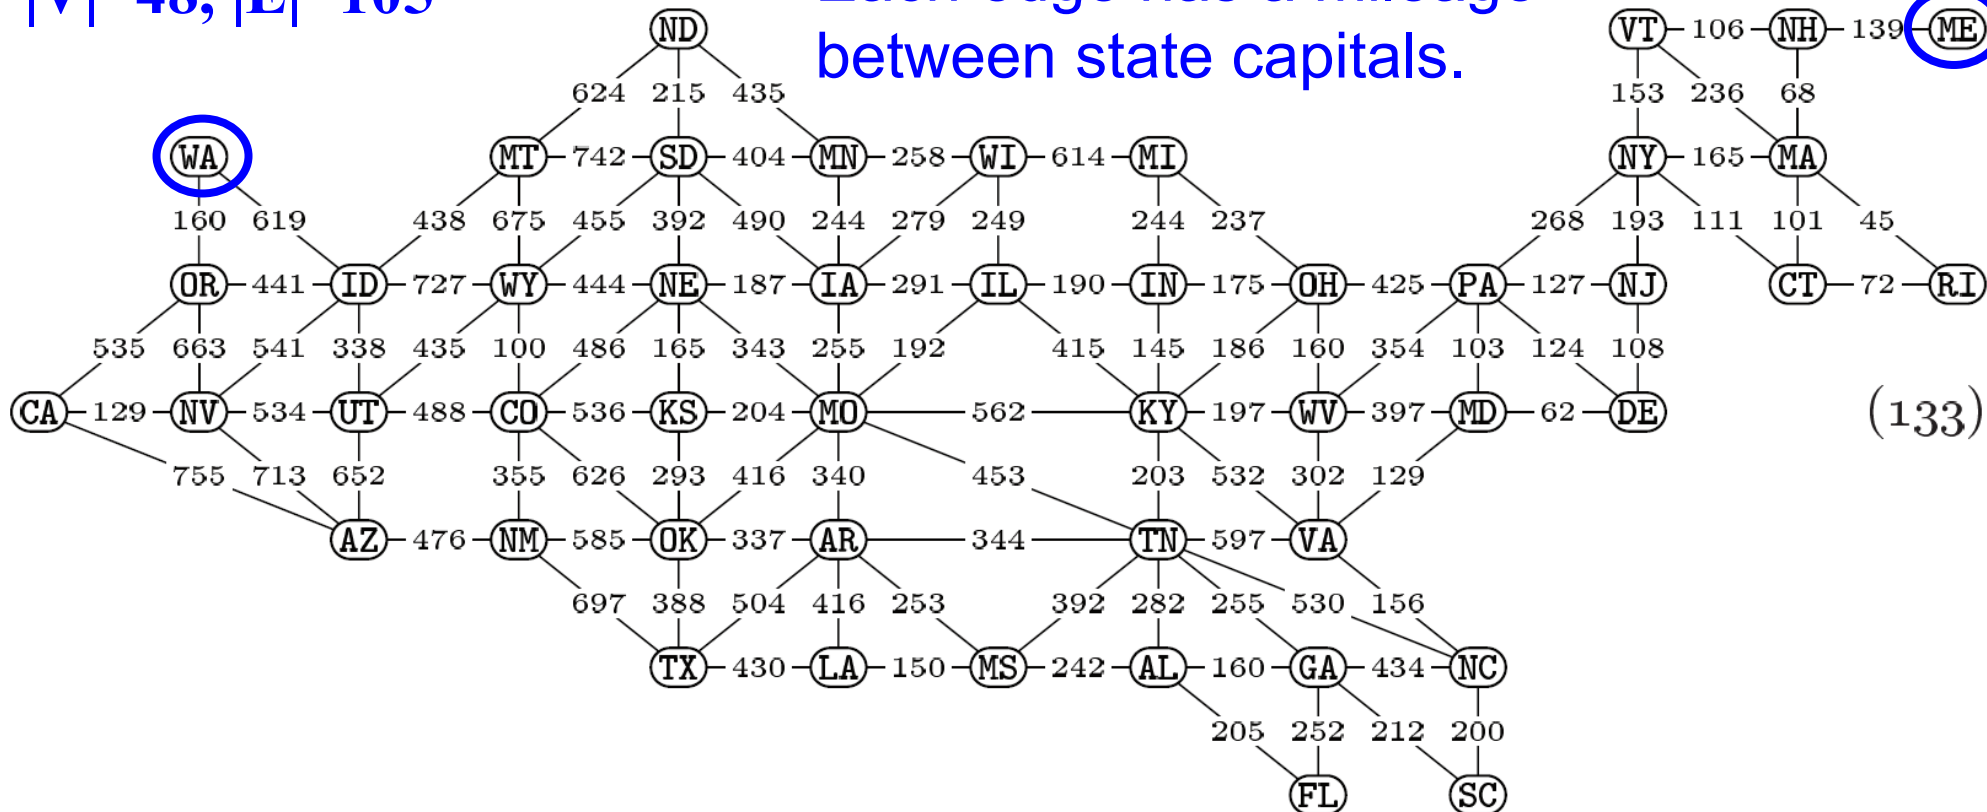 |V| 48, |E| 105
Each edge has a mileage
between state capitals.
ND VT 106 NH 139 ME
624 215 435 153 236 68
WA MT 742 SD 404 MN 258 WI 614 MI NY 165 MA
160 619 438 675 455 392 490 244 279 249 244 237 268 193 111 101 45
OR 441 ID 727 WY 444 NE 187 IA 291 IL 190 IN 175 OH 425 PA 127 NJ CT 72 RI
535 663 541 338 435 100 486 165 343 255 192 415 145 186 160 354 103 124 108
CA 129 NV 534 UT 488 CO 536 KS 204 MO 562 KY 197 WV 397 MD 62 DE (133)
755 713 652 355 626 293 416 340 453 203 532 302 129
AZ 476 NM 585 OK 337 AR 344 TN 597 VA
697 388 504 416 253 392 282 255 530 156
TX 430 LA 150 MS 242 AL 160 GA 434 NC
205 252 212 200
FL SC